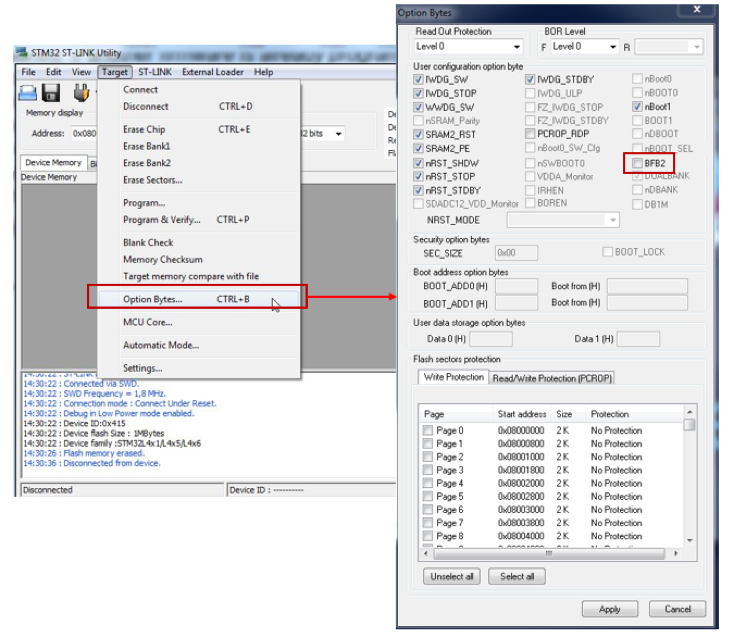 STM32 ST-LINK Utility
File Edit View Target ST-LINK External Loader Help
Memory display
Address: 0x080
2 bits
Device Memory
Device Memory
Connect
Disconnect CTRL+D
Erase Chip CTRL+E
Erase Bank1
Erase Bank2
Erase Sectors...
Program...
Program & Verify... CTRL+P
Blank Check
Memory Checksum
Target memory compare with file
Option Bytes... CTRL+B
MCU Core...
Automatic Mode...
Settings...
14:30:22 : Connected via SWD.
14:30:22 : SWD Frequency = 1,8 MHz.
14:30:22 : Connection mode : Connect Under Reset.
14:30:22 : Debug in Low Power mode enabled.
14:30:22 : Device ID:0x415
14:30:22 : Device flash Size : 1MBytes
14:30:22 : Device family :STM32L4x1/L4x5/L4x6
14:30:26 : Flash memory erased.
14:30:36 : Disconnected from device.
Disconnected Device ID : ----------
Option Bytes
Read Out Protection BOR Level
Level 0 F Level 0 R
User configuration option byte
IWDG_SW IWDG_STDBY nBoot0
IWDG_STOP IWDG_ULP nBOOT0
WWDG_SW FZ_IWDG_STOP nBoot1
nSRAM_Parity FZ_IWDG_STDBY BOOT1
SRAM2_RST PCROP_RDP nDBOOT
SRAM2_PE nBoot0_SW_Cfg nBOOT_SEL
nRST_SHDW nSWBOOT0 BFB2
nRST_STOP VDDA_Monitor DUALBANK
nRST_STDBY IRHEN nDBANK
SDADC12_VDD_Monitor BOREN DB1M
NRST_MODE
Security option bytes
SEC_SIZE 0x00 BOOT_LOCK
Boot address option bytes
BOOT_ADD0 (H) Boot from (H)
BOOT_ADD1 (H) Boot from (H)
User data storage option bytes
Data 0 (H) Data 1 (H)
Flash sectors protection
Write Protection Read/Write Protection (PCROP)
Page Start address Size Protection
Page 0 0x08000000 2 K No Protection
Page 1 0x08000800 2 K No Protection
Page 2 0x08001000 2 K No Protection
Page 3 0x08001800 2 K No Protection
Page 4 0x08002000 2 K No Protection
Page 5 0x08002800 2 K No Protection
Page 6 0x08003000 2 K No Protection
Page 7 0x08003800 2 K No Protection
Page 8 0x08004000 2 K No Protection
Unselect all Select all
Apply Cancel